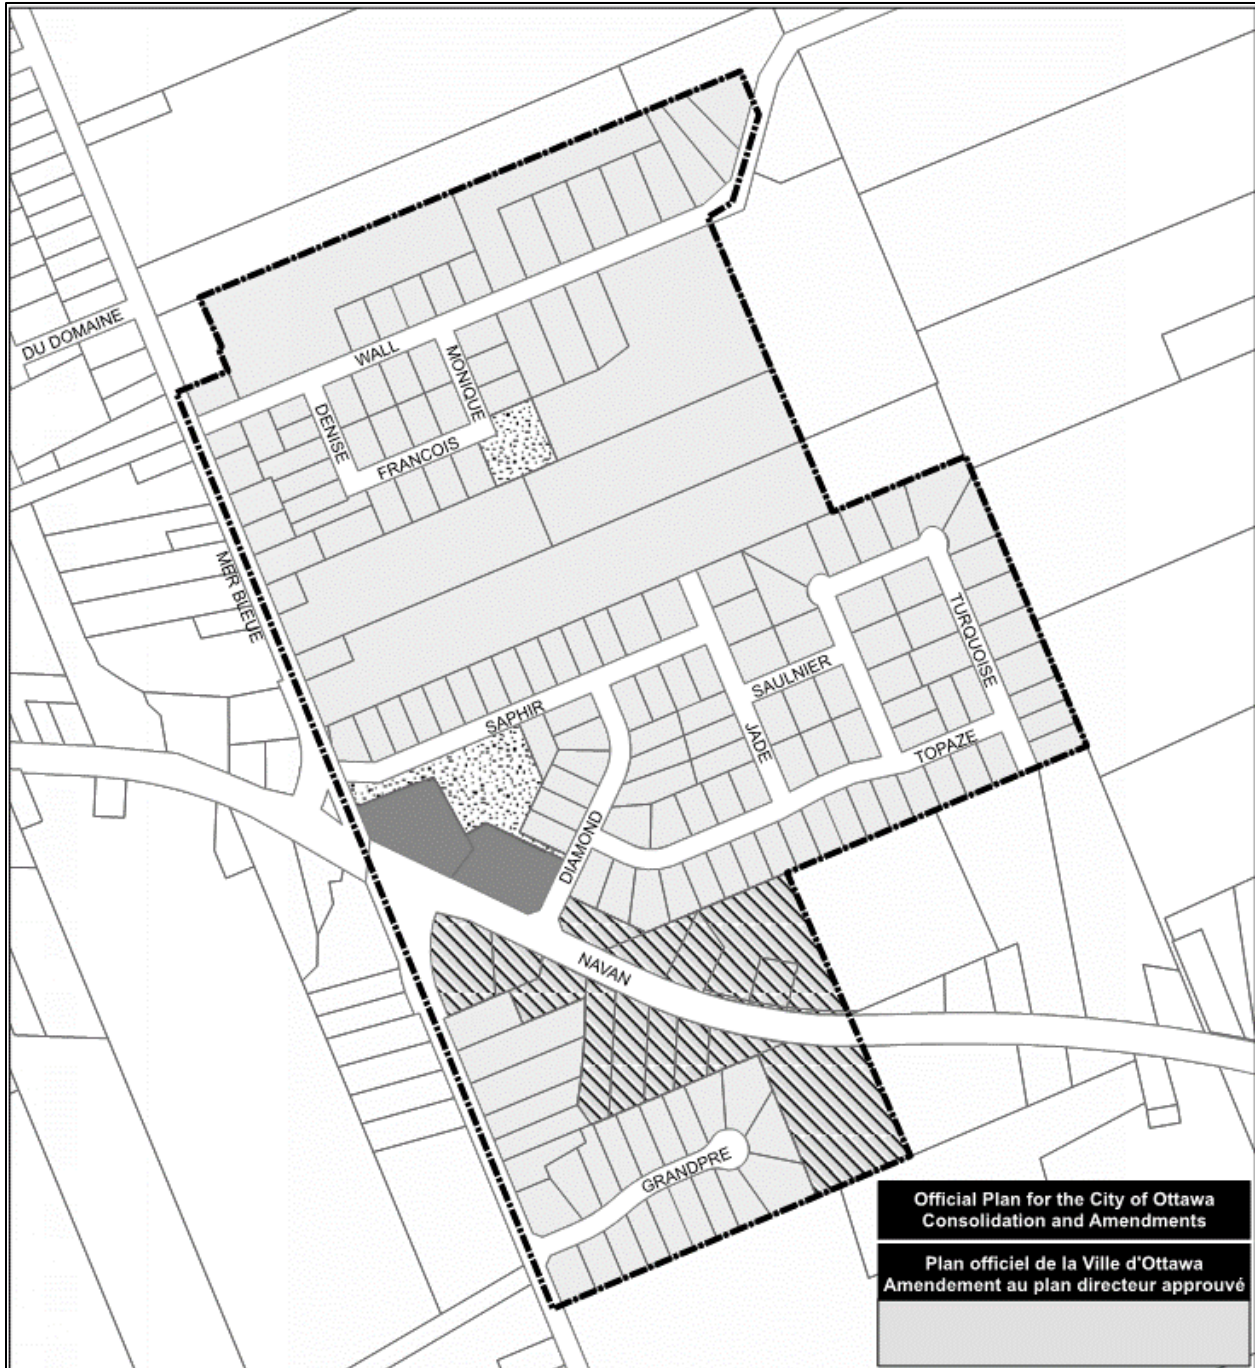 DU DOMAINE
WALL
MONIQUE
DENISE
FRANCOIS
MER BLEUE
TURQUOISE
SAULNIER
SAPHIR
JADE
TOPAZE
DIAMOND
NAVAN
GRANDPRE
Official Plan for the City of Ottawa
Consolidation and Amendments
Plan officiel de la Ville d'Ottawa
Amendement au plan directeur approuvé